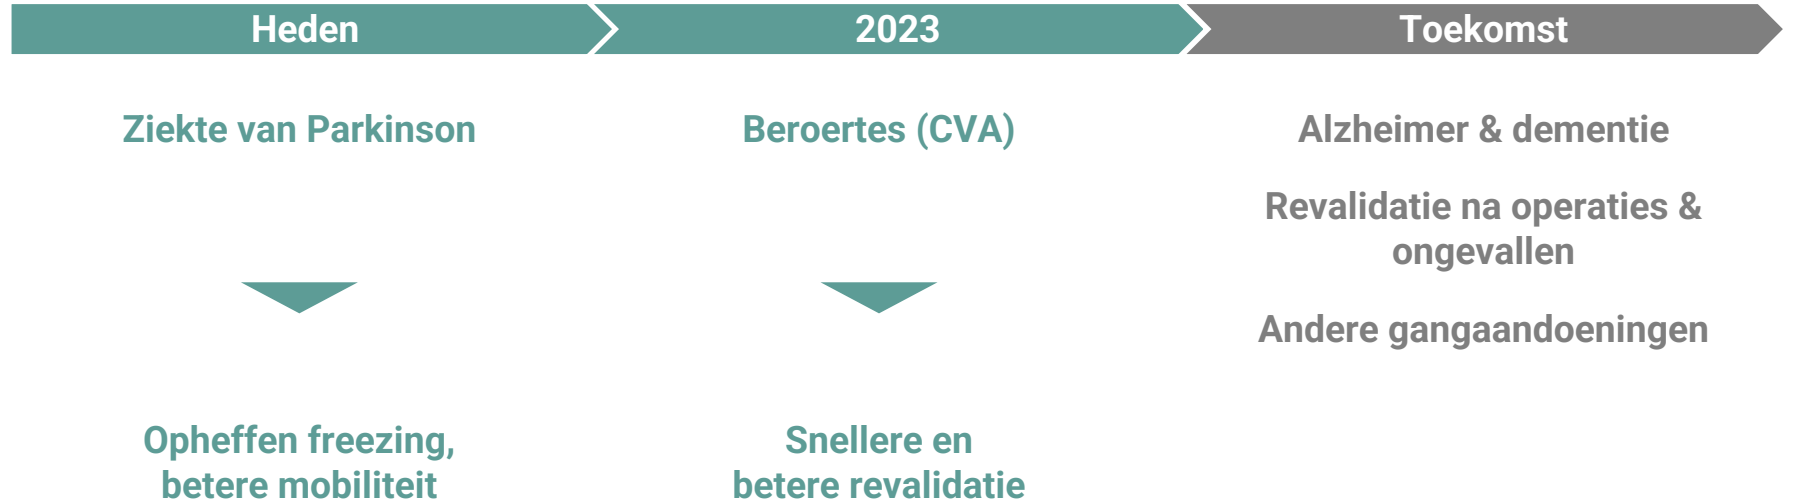 Heden
2023
Toekomst
Ziekte van Parkinson
Beroertes (CVA)
Alzheimer & dementie
Revalidatie na operaties &
ongevallen
Andere gangaandoeningen
Opheffen freezing,
betere mobiliteit
Snellere en
betere revalidatie